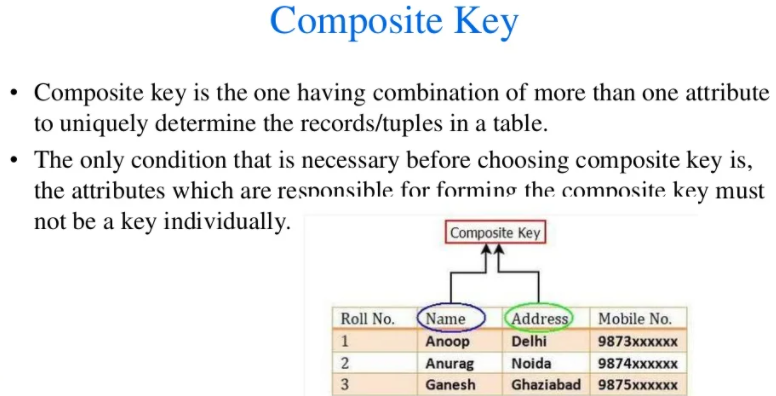 Composite Key
• Composite key is the one having combination of more than one attribute
to uniquely determine the records/tuples in a table.
• The only condition that is necessary before choosing composite key is,
the attributes which are responsible for forming the composite key must
not be a key individually.
Composite Key
Roll No. Name Address Mobile No.
1 Anoop Delhi 9873xxxxxx
2 Anurag Noida 9874xxxxxx
3 Ganesh Ghaziabad 9875xxxxxx